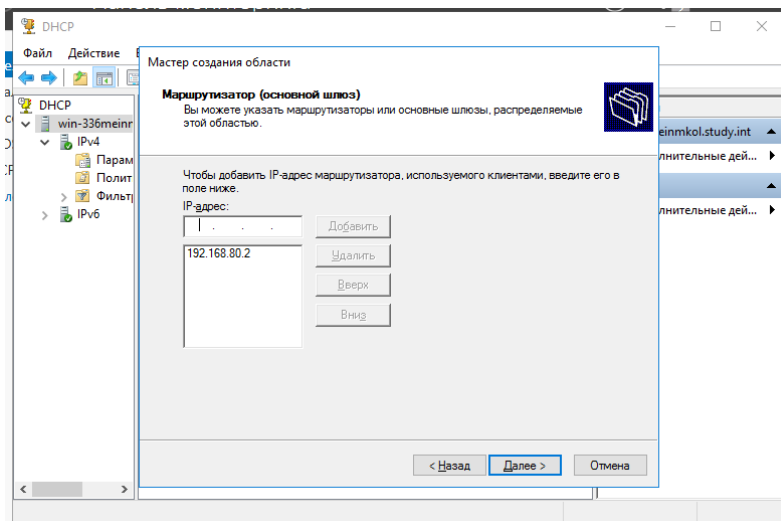 DHCP
Файл Действие
DHCP
win-336meinr
IPv4
Парам
Полит
Фильт
IPv6
Мастер создания области
Маршрутизатор (основной шлюз)
Вы можете указать маршрутизаторы или основные шлюзы, распределяемые
этой областью.
Чтобы добавить IP-адрес маршрутизатора, используемого клиентами, введите его в
поле ниже.
IP-адрес:
. . .
Добавить
192.168.80.2
Удалить
Вверх
Вниз
< Назад Далее > Отмена
einmkol.study.int
лнительные дей...
лнительные дей...